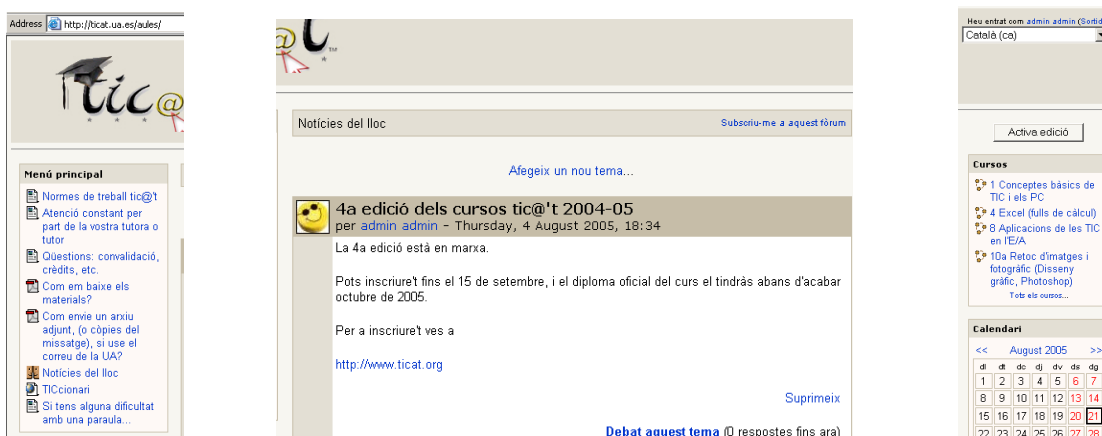 Address http://ticat.ua.es/aules/
tic@
Menú principal
Normes de treball tic@'t
Atenció constant per
part de la vostra tutora o
tutor
Qüestions: convalidació,
crèdits, etc.
Com em baixe els
materials?
Com envie un arxiu
adjunt, (o còpies del
missatge), si use el
correu de la UA?
Notícies del lloc
TICcionari
Si tens alguna dificultat
amb una paraula...
Notícies del lloc
Subscriu-me a aquest fòrum
Afegeix un nou tema...
4a edició dels cursos tic@'t 2004-05
per admin admin - Thursday, 4 August 2005, 18:34
La 4a edició està en marxa.
Pots inscriure't fins el 15 de setembre, i el diploma oficial del curs el tindràs abans d'acabar
octubre de 2005.
Per a inscriure't ves a
http://www.ticat.org
Suprimeix
Debat aquest tema (0 respostes fins ara)
Heu entrat com admin admin (Sortid
Català (ca)
Activa edició
Cursos
1 Conceptes bàsics de
TIC i els PC
4 Excel (fulls de càlcul)
8 Aplicacions de les TIC
en l'E/A
10a Retoc d'imatges i
fotogràfic (Disseny
gràfic, Photoshop)
Tots els cursos...
Calendari
<< August 2005 >>
dl dt dc dj dv ds dg
1 2 3 4 5 6 7
8 9 10 11 12 13 14
15 16 17 18 19 20 21
22 23 24 25 26 27 28